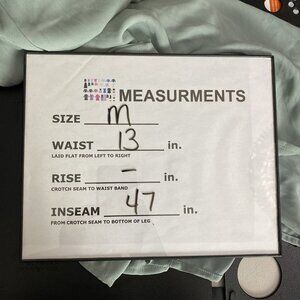 MEASURMENTS
SIZE m
WAIST 13 in.
LAID FLAT FROM LEFT TO RIGHT
RISE - in.
CROTCH SEAM TO WAIST BAND
INSEAM 47 in.
FROM CROTCH SEAM TO BOTTOM OF LEG